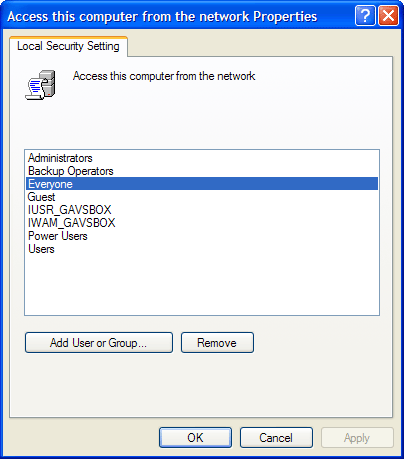 Access this computer from the network Properties
Local Security Setting
Access this computer from the network
Administrators
Backup Operators
Everyone
Guest
IUSR_GAVSBOX
IWAM_GAVSBOX
Power Users
Users
Add User or Group...
Remove
OK
Cancel
Apply